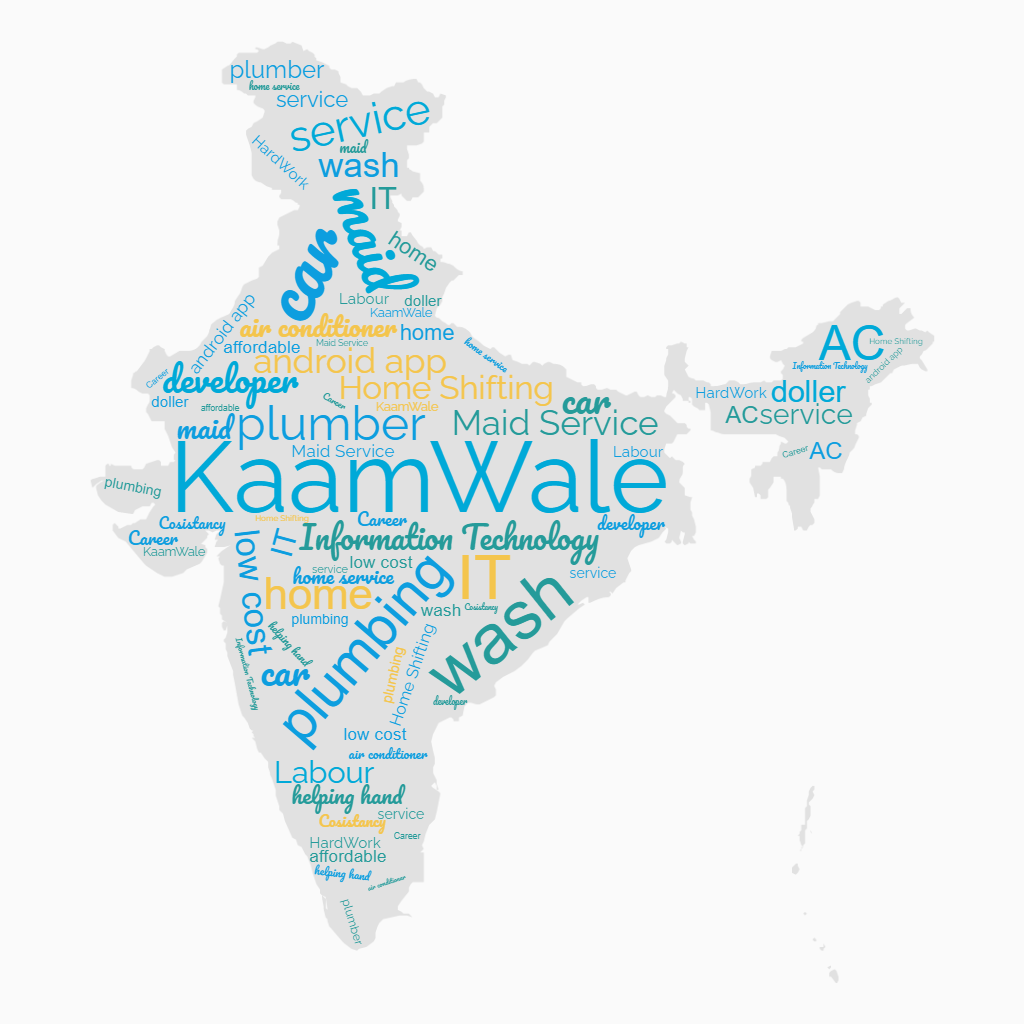 plumber
home service
service
service
maid
HardWork
wash
IT
maid
car
home
Labour
doller
KaamWale
android app
air conditioner
home
Maid Service
affordable
home service
android app
Career
developer
Home Shifting
doller
affordable
Career
KaamWale
car
maid
plumber
Maid Service
Maid Service
Labour
KaamWale
AC
Home Shifting
Information Technology
android app
HardWork
doller
AC
service
Career
AC
plumbing
Cosistancy
Home Shifting
Career
developer
Career
KaamWale
low cost
IT
Information Technology
service
low cost
home service
IT
service
home
plumbing
plumbing
wash
Cosistancy
wash
helping hand
Information Technology
car
plumbing
Home Shifting
developer
low cost
air conditioner
Labour
helping hand
service
Cosistancy
Career
HardWork
affordable
helping hand
air conditioner
plumber